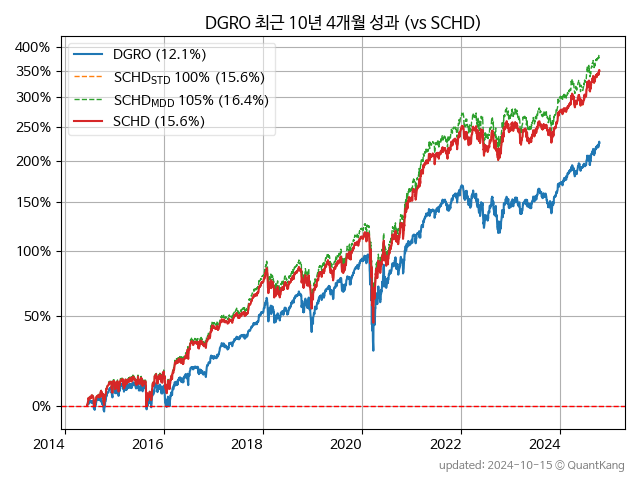 DGRO 최근 10년 4개월 성과 (vs SCHD)
DGRO (12.1%)
SCHD_STD 100% (15.6%)
SCHD_MDD 105% (16.4%)
SCHD (15.6%)
400%
350%
300%
250%
200%
150%
100%
50%
0%
2014 2016 2018 2020 2022 2024
updated: 2024-10-15 © QuantKang